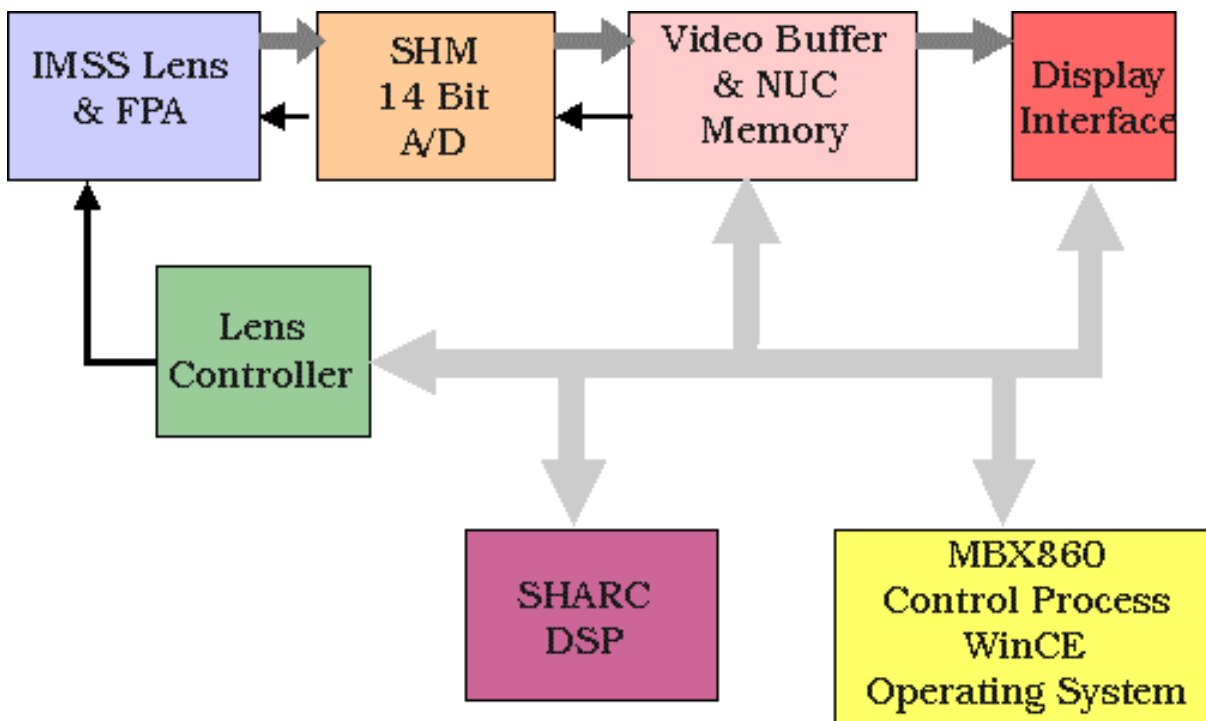 IMSS Lens
& FPA
SHM
14 Bit
A/D
Video Buffer
& NUC
Memory
Display
Interface
Lens
Controller
SHARC
DSP
MBX860
Control Process
WinCE
Operating System